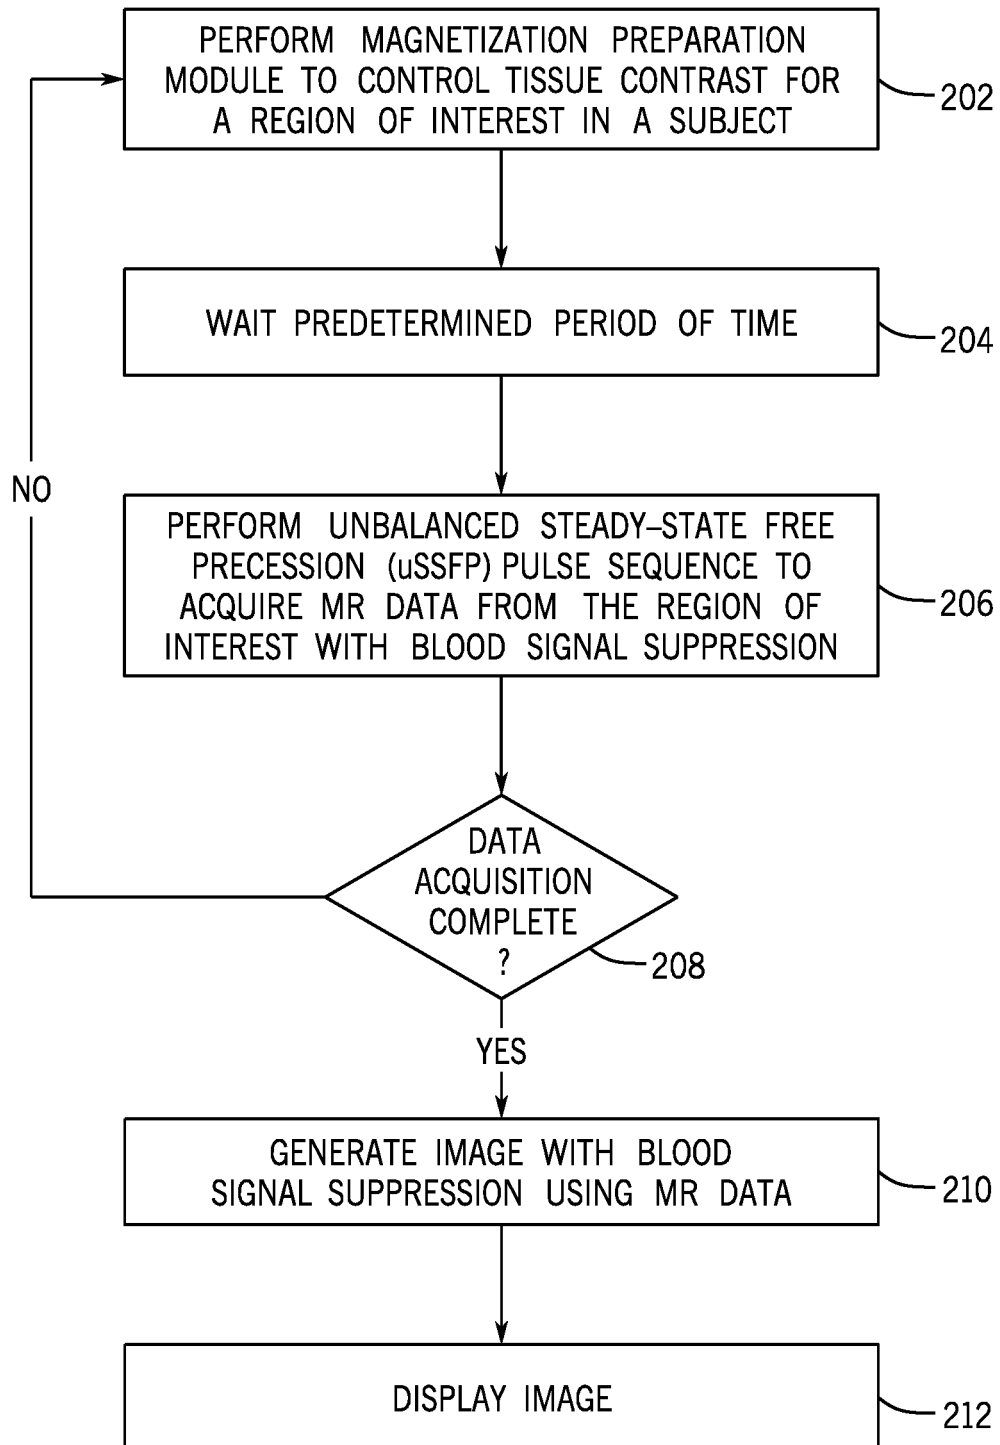 PERFORM MAGNETIZATION PREPARATION
MODULE TO CONTROL TISSUE CONTRAST FOR
A REGION OF INTEREST IN A SUBJECT
202
WAIT PREDETERMINED PERIOD OF TIME
204
NO
PERFORM UNBALANCED STEADY-STATE FREE
PRECESSION (uSSFP) PULSE SEQUENCE TO
ACQUIRE MR DATA FROM THE REGION OF
INTEREST WITH BLOOD SIGNAL SUPPRESSION
206
DATA
ACQUISITION
COMPLETE
?
208
YES
GENERATE IMAGE WITH BLOOD
SIGNAL SUPPRESSION USING MR DATA
210
DISPLAY IMAGE
212